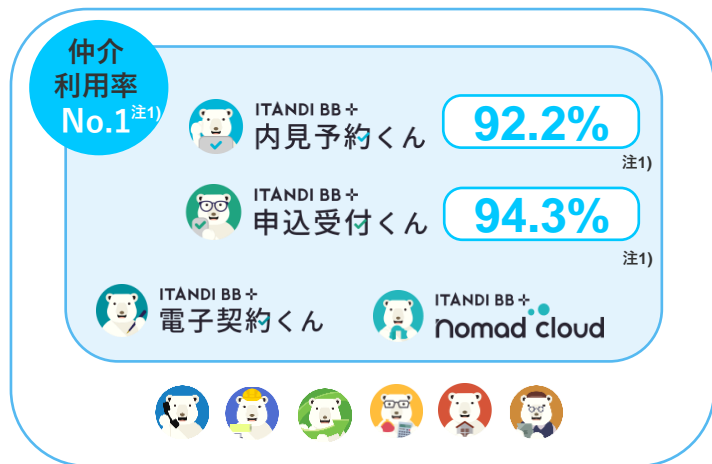 仲介
利用率
No.1注1)
ITANDI BB +
内見予約くん
92.2%
注1)
ITANDI BB +
申込受付くん
94.3%
注1)
ITANDI BB +
電子契約くん
ITANDI BB +
nomad cloud